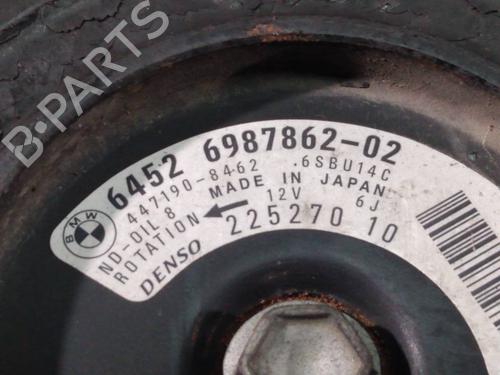 B-PARTS
BMW
6452 6987862-02
447190-8462 .6SBU14C
ND-OIL 8 MADE IN JAPAN
ROTATION 12V 6J
DENSO 225270 10